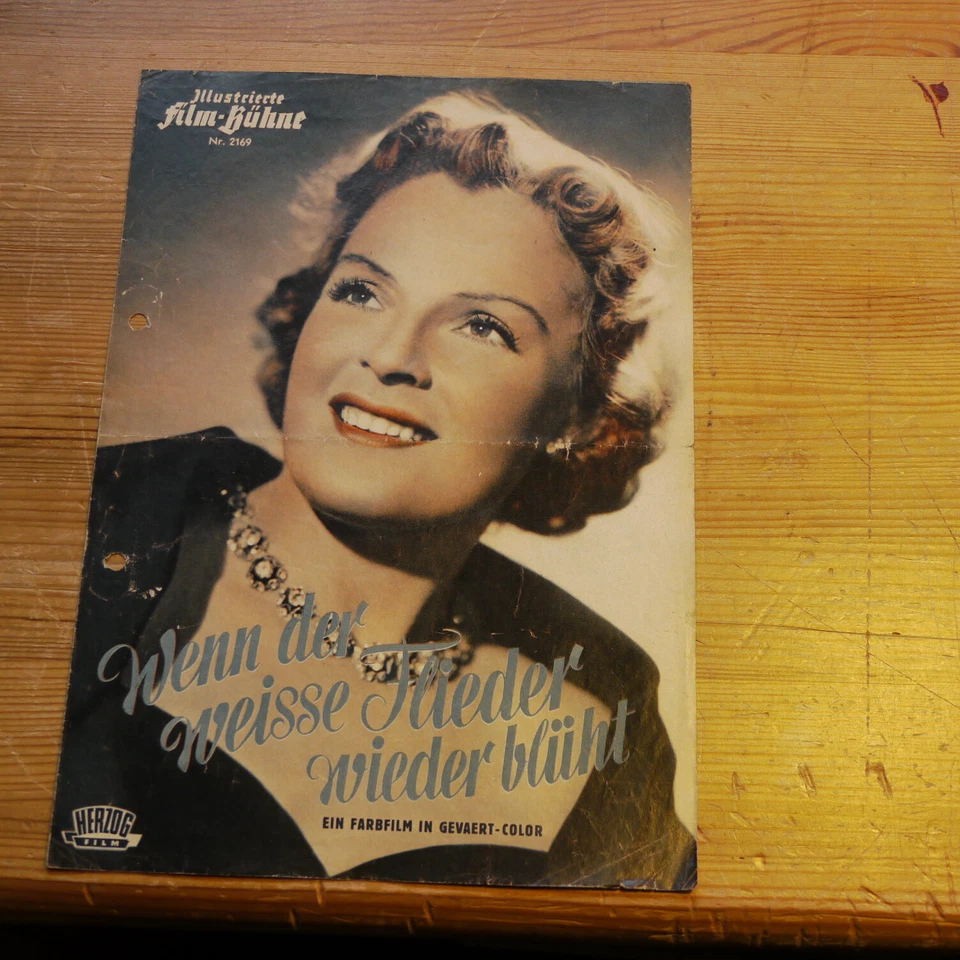 Illustrierte
Film-Bühne
Nr. 2169
Wenn der
weisse Flieder
wieder blüht
EIN FARBFILM IN GEVAERT-COLOR
HERZOG
FILM